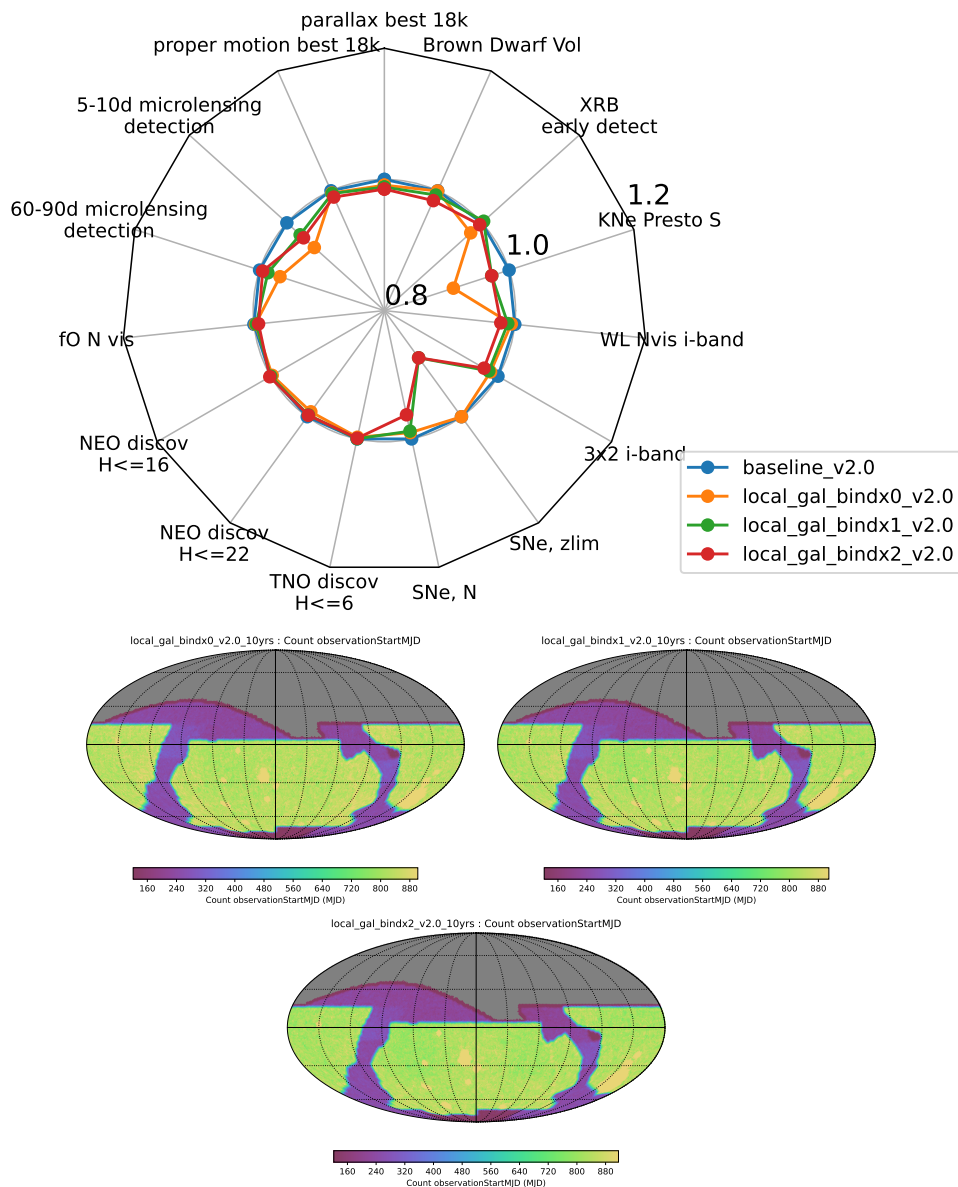 parallax best 18k
proper motion best 18k
Brown Dwarf Vol
5-10d microlensing
detection
XRB
early detect
60-90d microlensing
detection
1.2
KNe Presto S
1.0
0.8
fO N vis
WL Nvis i-band
NEO discov
H<=16
3x2 i-band
NEO discov
H<=22
SNe, zlim
TNO discov
H<=6
SNe, N
baseline_v2.0
local_gal_bindx0_v2.0
local_gal_bindx1_v2.0
local_gal_bindx2_v2.0
local_gal_bindx0_v2.0_10yrs : Count observationStartMJD
160 240 320 400 480 560 640 720 800 880
Count observationStartMJD (MJD)
local_gal_bindx1_v2.0_10yrs : Count observationStartMJD
160 240 320 400 480 560 640 720 800 880
Count observationStartMJD (MJD)
local_gal_bindx2_v2.0_10yrs : Count observationStartMJD
160 240 320 400 480 560 640 720 800 880
Count observationStartMJD (MJD)